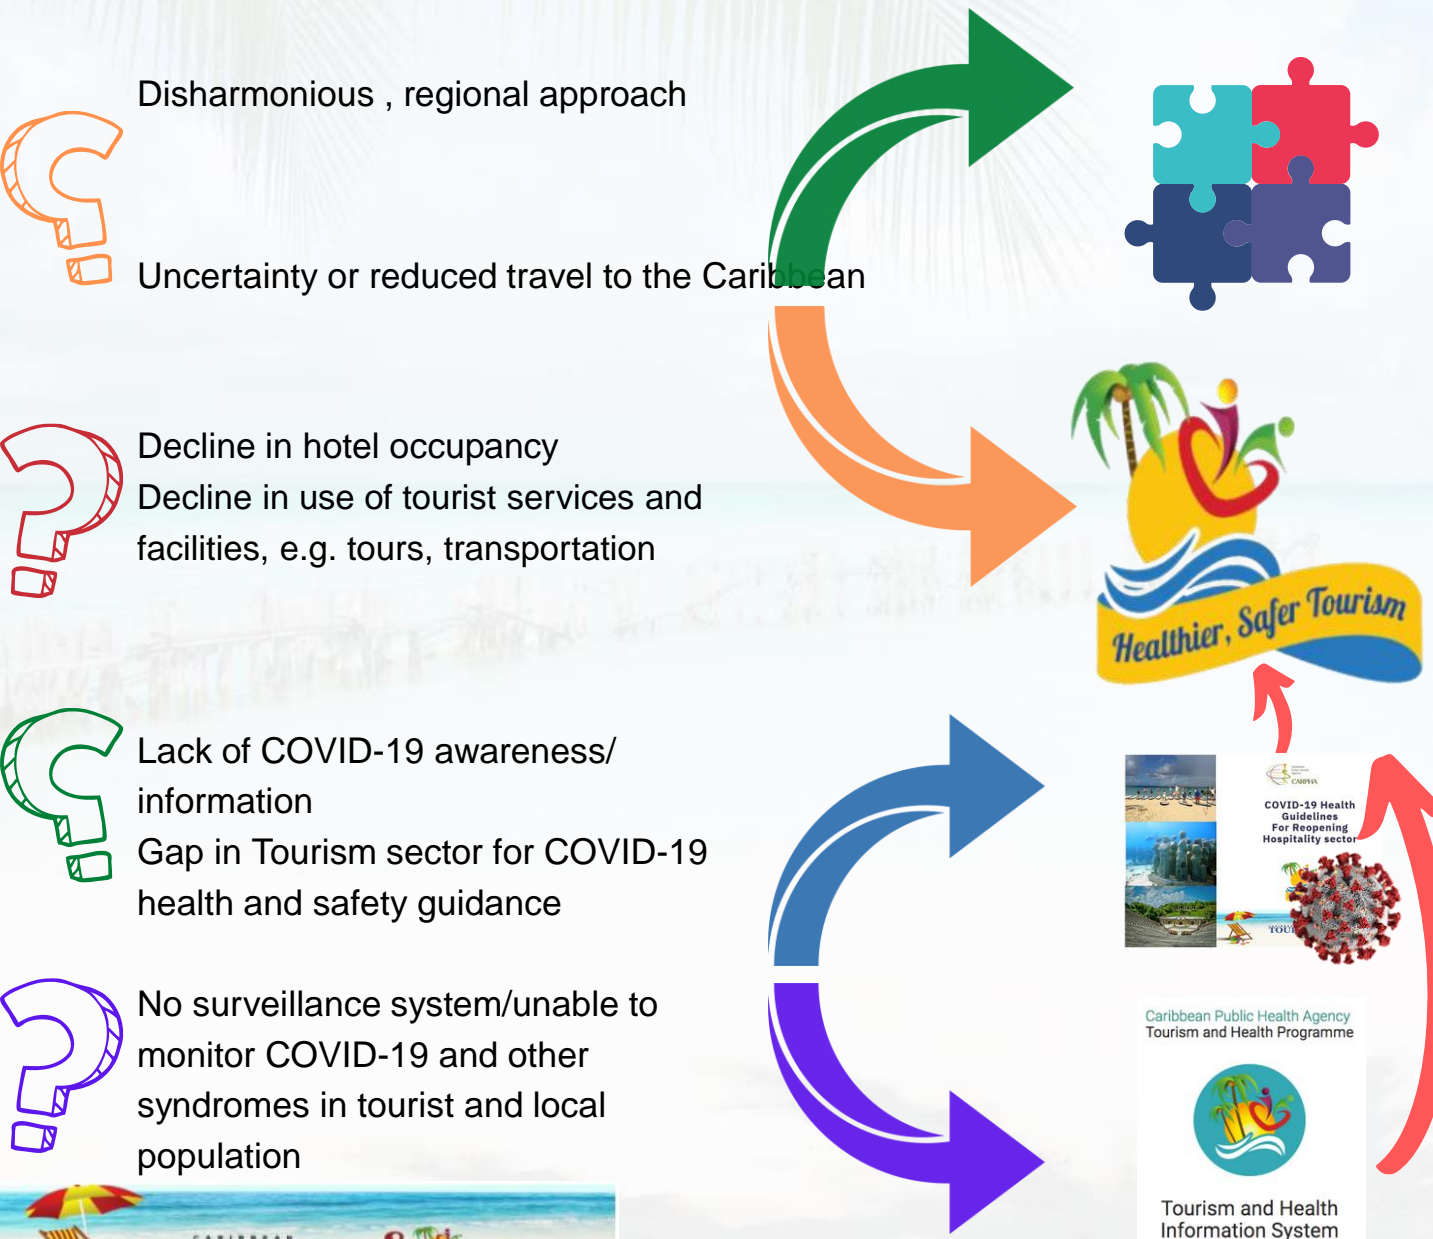 Disharmonious , regional approach
Uncertainty or reduced travel to the Caribbean
Decline in hotel occupancy
Decline in use of tourist services and
facilities, e.g. tours, transportation
Healthier, Safer Tourism
Lack of COVID-19 awareness/
information
Gap in Tourism sector for COVID-19
health and safety guidance
CARPHA
COVID-19 Health
Guidelines
For Reopening
Hospitality sector
No surveillance system/unable to
monitor COVID-19 and other
syndromes in tourist and local
population
Caribbean Public Health Agency
Tourism and Health Programme
Tourism and Health
Information System
CARIBBEAN